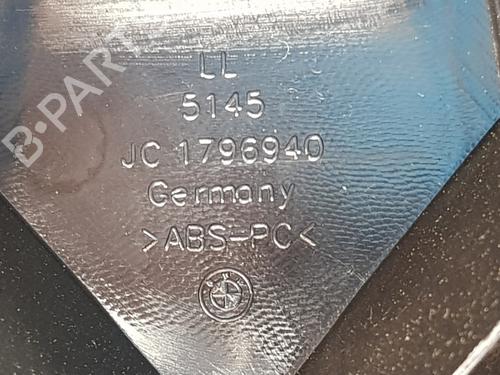 LL
5145
JC 1796940
Germany
>ABS-PC<
B-PARTS